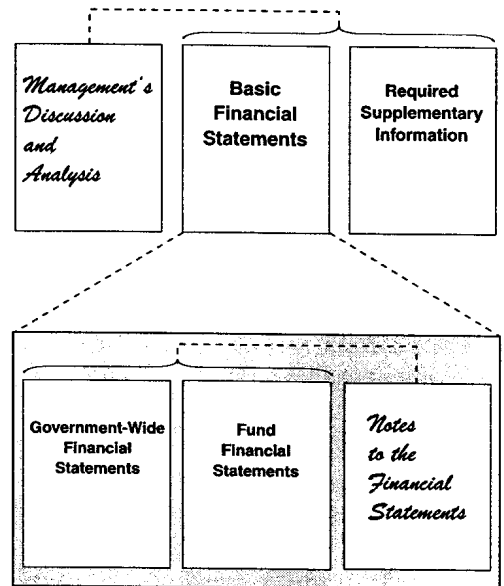 Management's
Discussion
and
Analysis
Basic
Financial
Statements
Required
Supplementary
Information
Government-Wide
Financial
Statements
Fund
Financial
Statements
Notes
to the
Financial
Statements